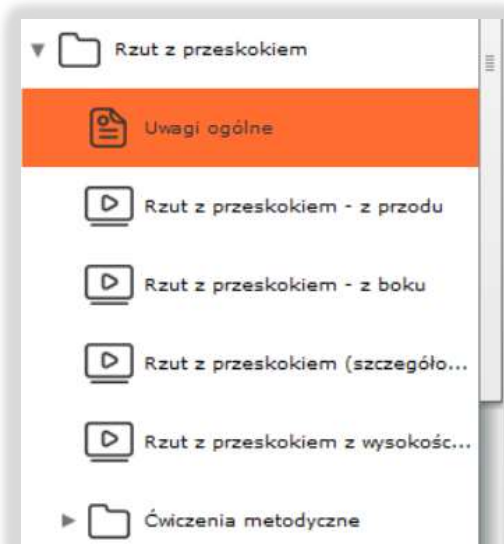 Rzut z przeskokiem
Uwagi ogólne
Rzut z przeskokiem - z przodu
Rzut z przeskokiem - z boku
Rzut z przeskokiem (szczegóło...
Rzut z przeskokiem z wysokośc...
Ćwiczenia metodyczne